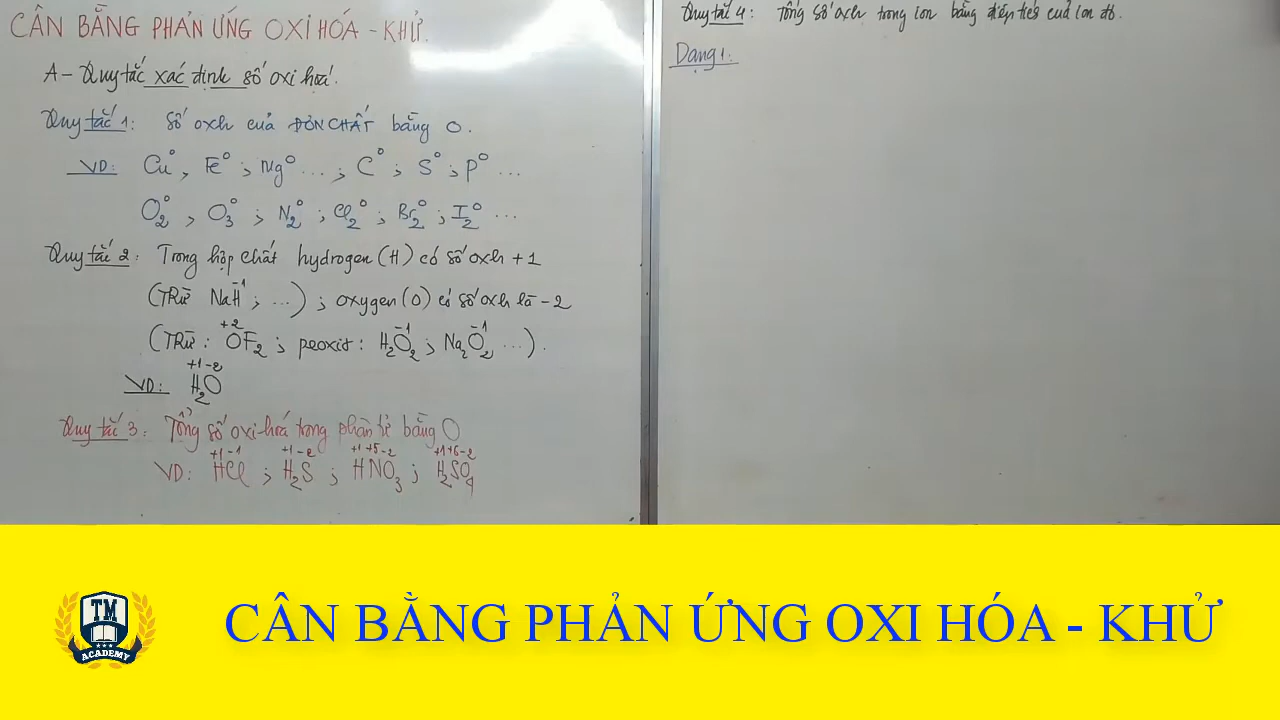 CÂN BẰNG PHẢN ỨNG OXI HÓA - KHỬ.
A- Quy tắc xác định số oxi hoá.
Quy tắc 1: Số oxh của ĐƠN CHẤT bằng 0.
VD: Cu⁰, Fe⁰; Mg⁰...; C⁰; S⁰; P⁰...
O₂⁰, O₃⁰; N₂⁰; Cl₂⁰; Br₂⁰; I₂⁰...
Quy tắc 2: Trong hợp chất hydrogen (H) có số oxh +1
(TRỪ NaH⁻¹; ...); oxygen (O) có số oxh là -2
(TRỪ: O⁺²F₂; peoxit: H₂O₂⁻¹; Na₂O₂⁻¹...).
VD: H₂⁺¹O⁻²
Quy tắc 3: Tổng số oxi-hoá trong phân tử bằng 0
VD: H⁺¹Cl⁻¹; H₂⁺¹S⁻²; H⁺¹N⁺⁵O₃⁻²; H₂⁺¹S⁺⁶O₄⁻²
Quy tắc 4: Tổng số oxh trong ion bằng điện tích của ion đó.
Dạng 1:
TM
ACADEMY
CÂN BẰNG PHẢN ỨNG OXI HÓA - KHỬ